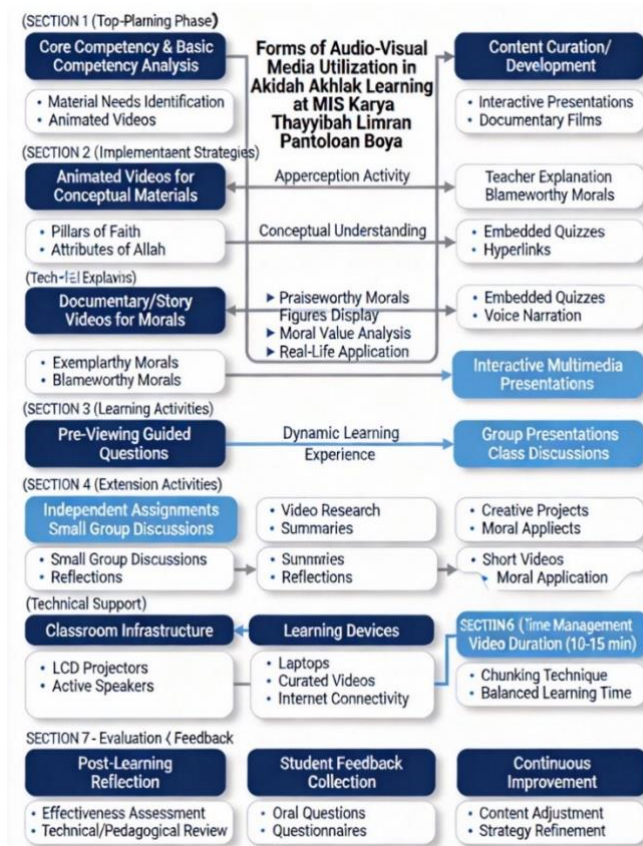 (SECTION 1 (Top-Planning Phase)
Core Competency & Basic
Competency Analysis
Forms of Audio-Visual
Media Utilization in
Akidah Akhlak Learning
at MIS Karya
Thayyibah Limran
Pantoloan Boya
Content Curation/
Development
• Material Needs Identification
• Animated Videos
• Interactive Presentations
• Documentary Films
(SECTION 2 (Implementaent Strategies)
Animated Videos for
Conceptual Materials
Apperception Activity
Teacher Explanation
Blameworthy Morals
• Pillars of Faith
• Attributes of Allah
Conceptual Understanding
• Embedded Quizzes
• Hyperlinks
Documentary/Story
Videos for Morals
▶ Praiseworthy Morals
Figures Display
▶ Moral Value Analysis
▶ Real-Life Application
• Embedded Quizzes
• Voice Narration
• Exemplarthy Morals
• Blameworthy Morals
Interactive Multimedia
Presentations
(SECTION 3 (Learning Activities)
Pre-Viewing Guided
Questions
Dynamic Learning
Experience
Group Presentations
Class Discussions
(SECTION 4 (Extension Activities)
Independent Assignments
Small Group Discussions
• Video Research
• Summaries
• Creative Projects
• Moral Appliects
• Small Group Discussions
• Reflections
• Reflections
• Short Videos
▶ Moral Application
(Technical Support)
Classroom Infrastructure
Learning Devices
(Time Management
Video Duration (10-15 min)
• LCD Projectors
• Active Speakers
• Laptops
• Curated Videos
• Internet Connectivity
• Chunking Technique
• Balanced Learning Time
SECTION 7 - Evaluation ❬ Feedback
Post-Learning
Reflection
Student Feedback
Collection
Continuous
Improvement
• Effectiveness Assessment
• Technical/Pedagogical Review
• Oral Questions
• Questionnaires
• Content Adjustment
• Strategy Refinement